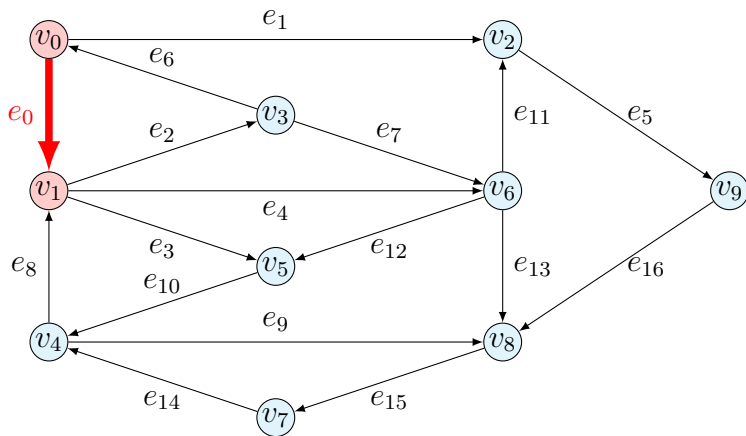 v₀ e₁ v₂
e₆
e₀ e₂ v₃ e₇ e₁₁ e₅
v₁ e₄ v₆ v₉
e₃ e₁₂
e₈ e₁₀ v₅ e₁₃ e₁₆
v₄ e₉ v₈
e₁₄ v₇ e₁₅